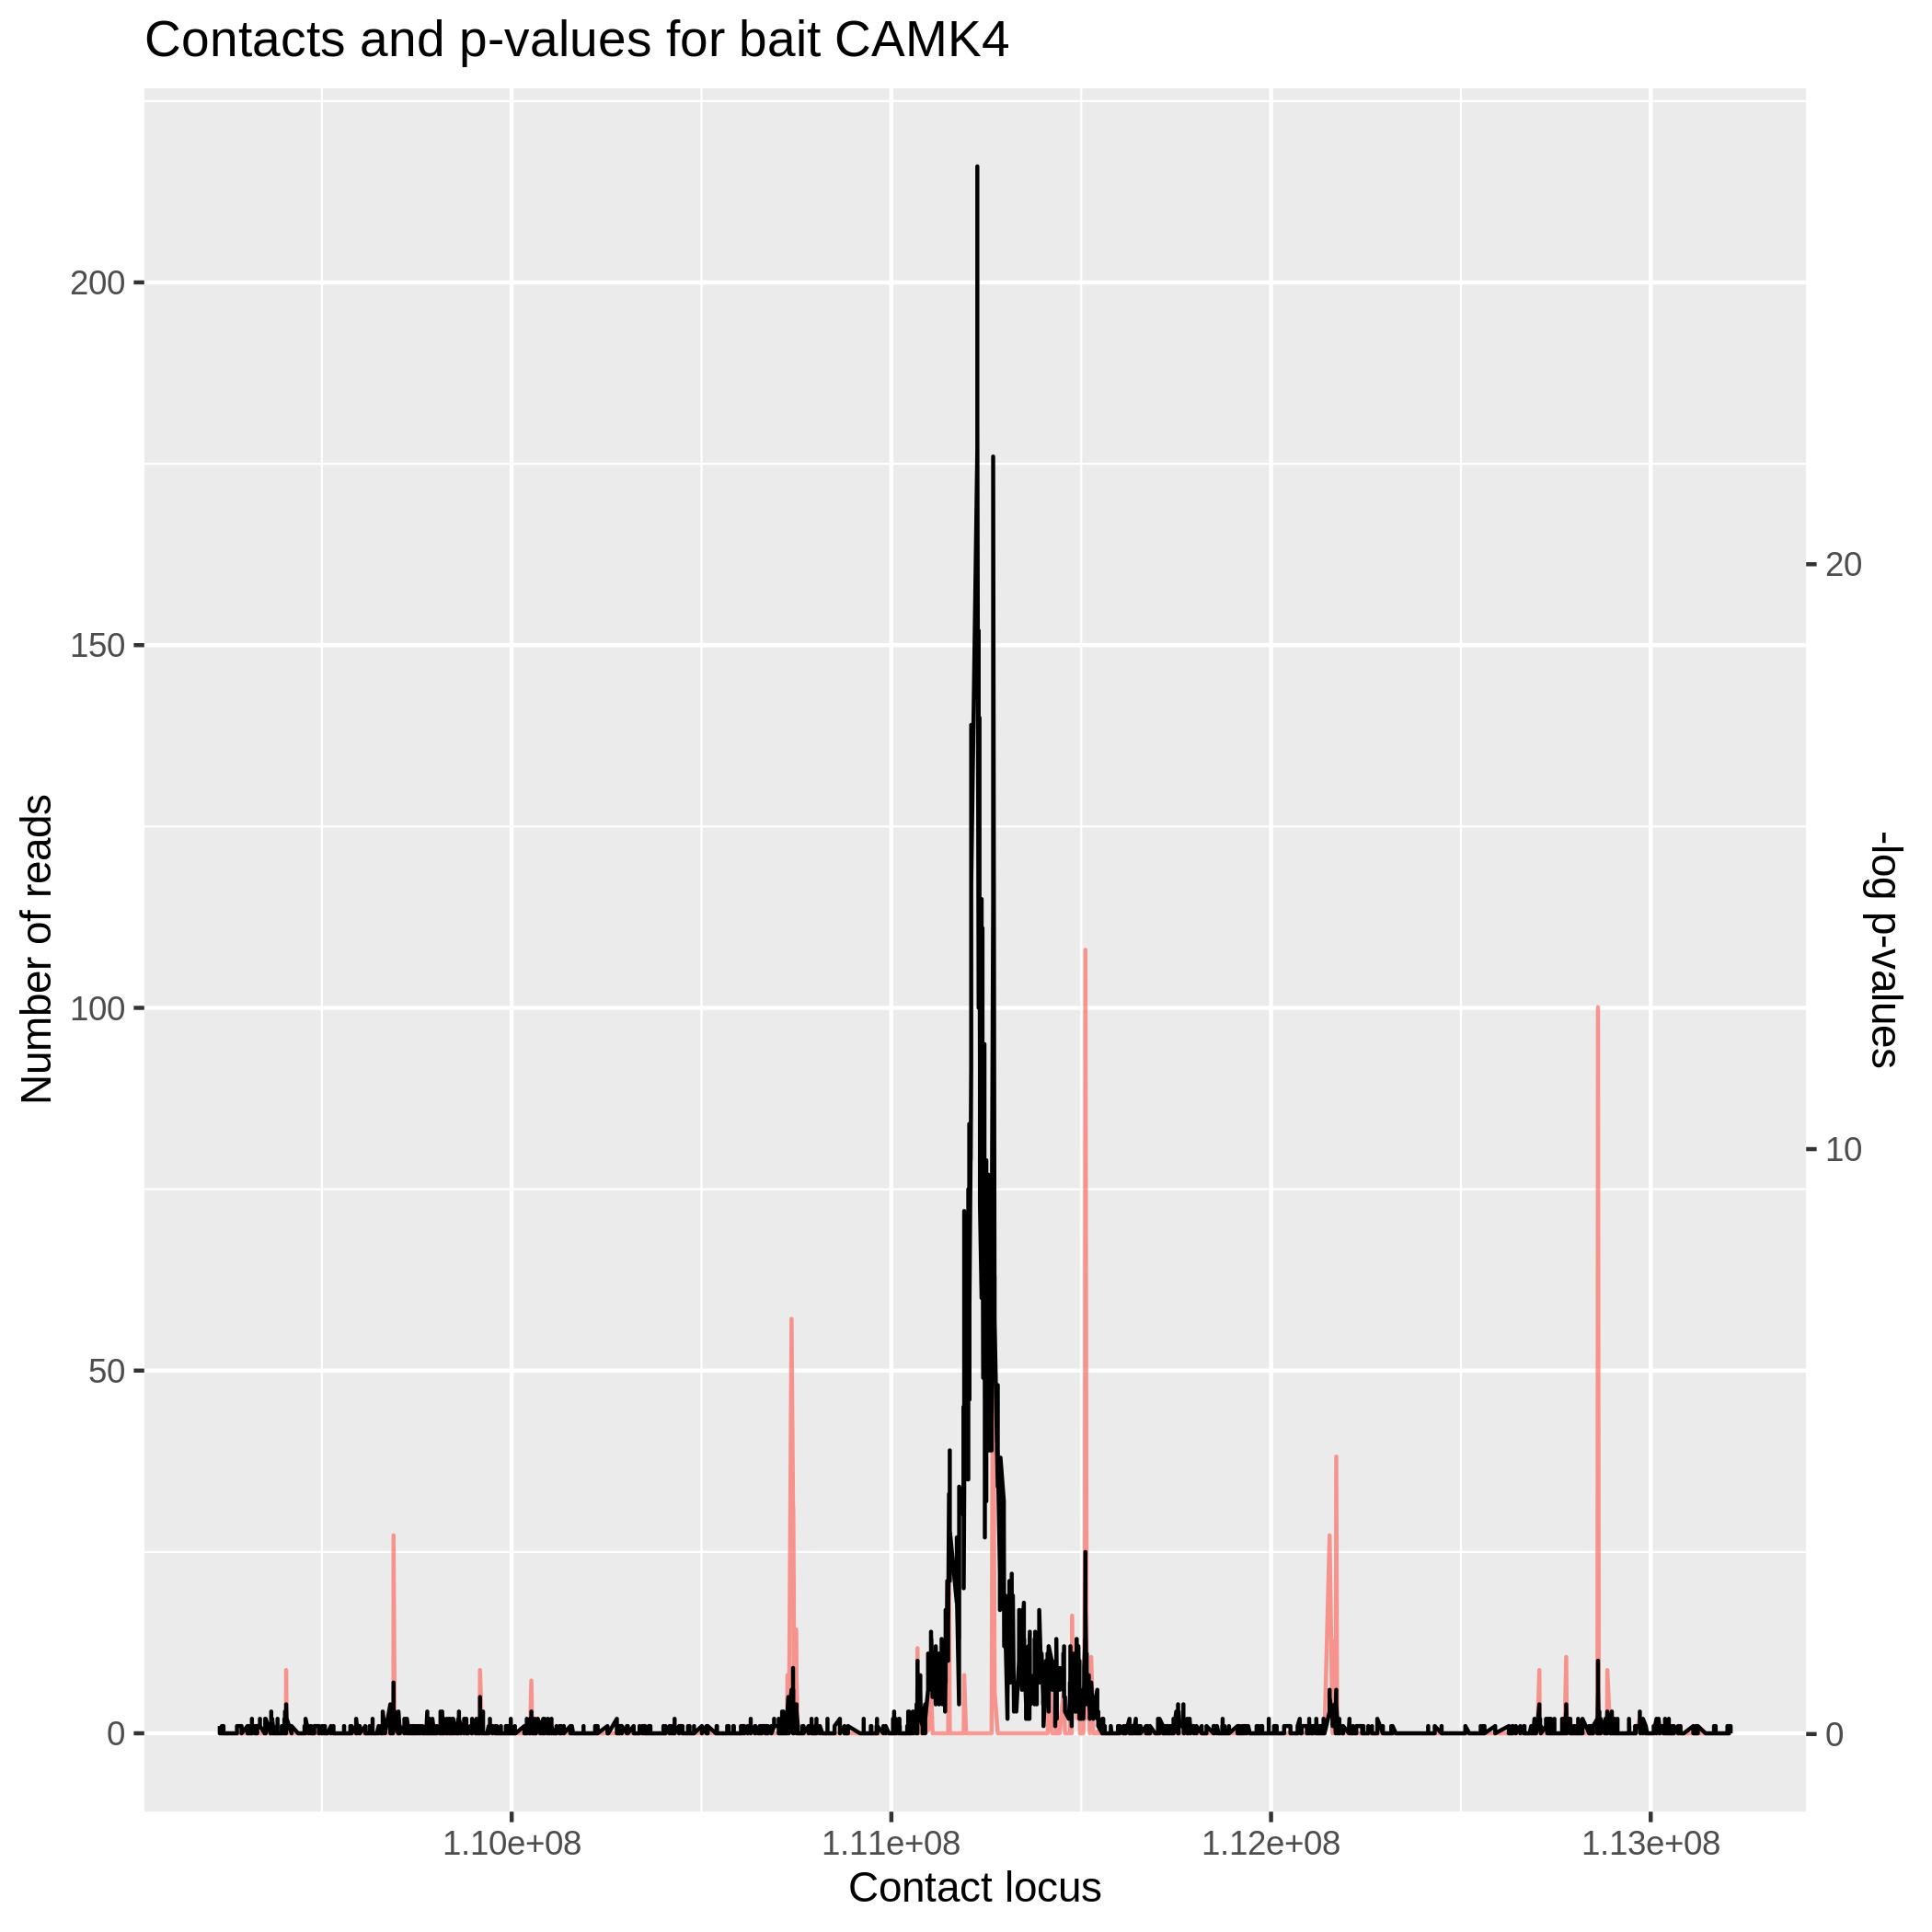 Contacts and p-values for bait CAMK4
200
150
100
50
0
Number of reads
20
10
0
-log p-values
1.10e+08 1.11e+08 1.12e+08 1.13e+08
Contact locus